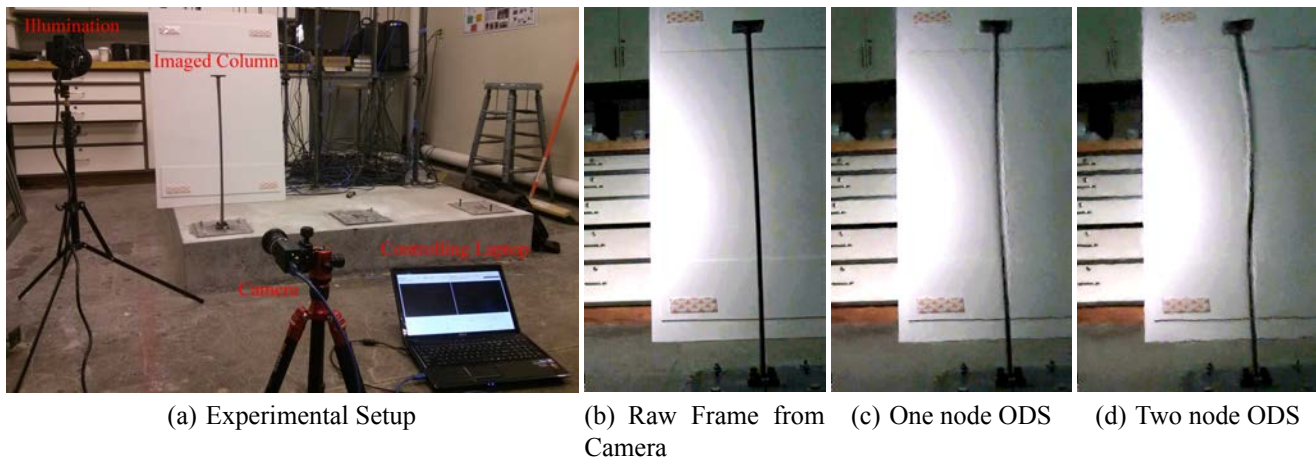 Illumination
Imaged Column
Controlling Laptop
Camera
(a) Experimental Setup
(b) Raw Frame from
Camera
(c) One node ODS
(d) Two node ODS